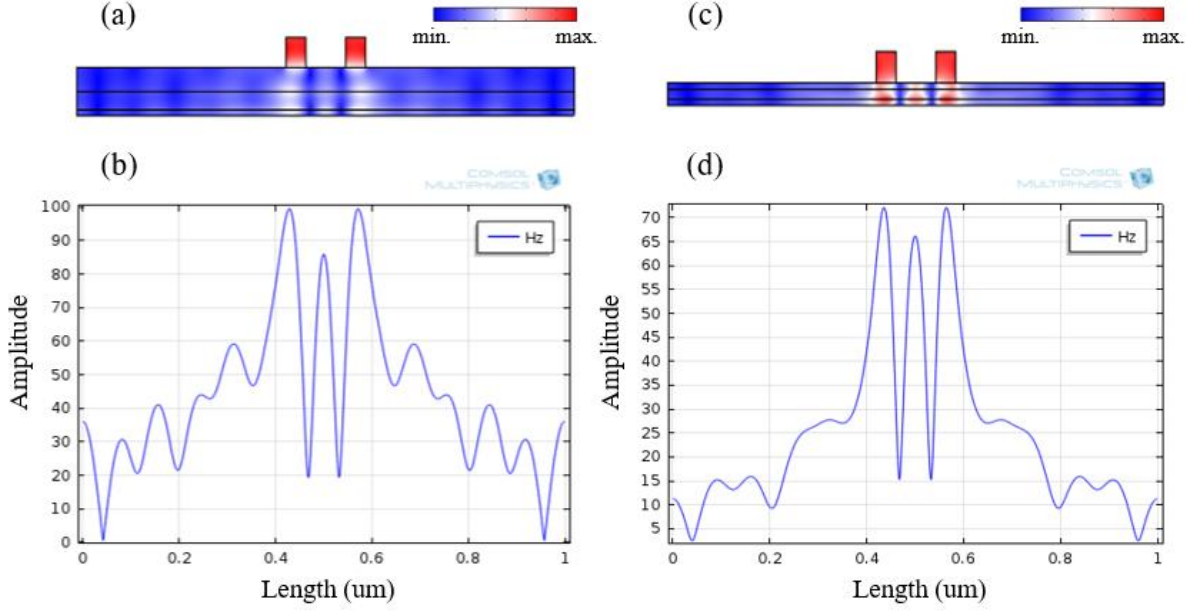 (a)
min.
max.
(c)
min.
max.
(b)
COMSOL
MULTIPHYSICS
Hz
100
90
80
70
60
50
40
30
20
10
0
Amplitude
0
0.2
0.4
0.6
0.8
1
Length (um)
(d)
COMSOL
MULTIPHYSICS
Hz
70
65
60
55
50
45
40
35
30
25
20
15
10
5
Amplitude
0
0.2
0.4
0.6
0.8
1
Length (um)